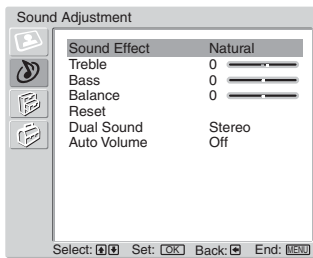 Sound Adjustment
Sound Effect Natural
Treble 0
Bass 0
Balance 0
Reset
Dual Sound Stereo
Auto Volume Off
Select: Set: OK Back: End: MENU